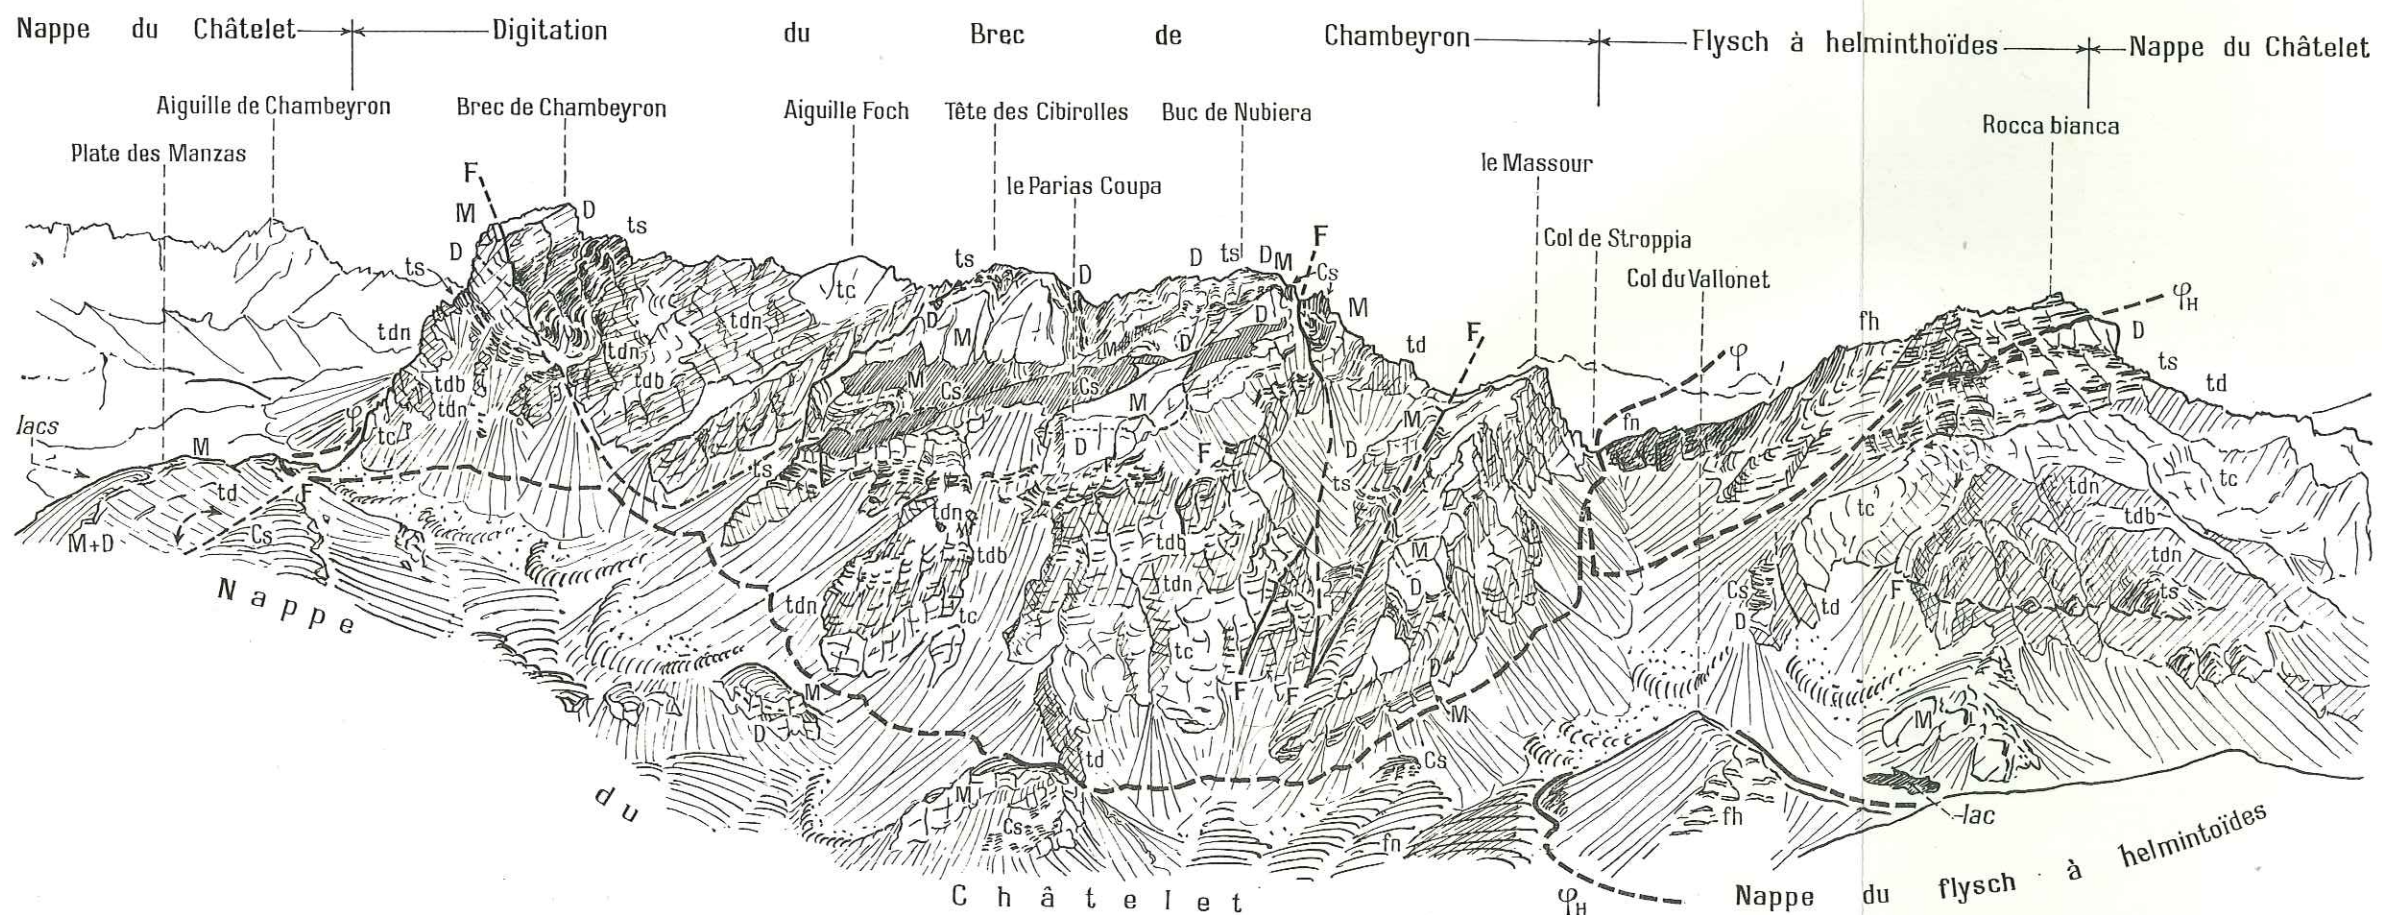 Nappe du Châtelet Digitation du Brec de Chambeyron Flysch à helminthoïdes Nappe du Châtelet
Aiguille de Chambeyron Brec de Chambeyron Aiguille Foch Tête des Cibirolles Buc de Nubiera
Rocca bianca
Plate des Manzas le Massour
le Parias Coupa
Col de Stroppia
Col du Vallonet
F
M D ts
D ts D D ts D M F Cs
ts tc M φH
tdn tdn D M D fh D
tdn M D td F φ ts
tdb tdb M Cs Cs M td
tdn M
lacs φ tc D fn
M ts F D tc
td F ts tdn
M+D Cs tdn tdb M tc tdb
tdb tdn D tdn
Nappe tdn tc Cs td F ts
tc D
M F F D
D M M
td Cs
du M lac
Cs fn fh
Châtelet φH Nappe du flysch à helmintoïdes